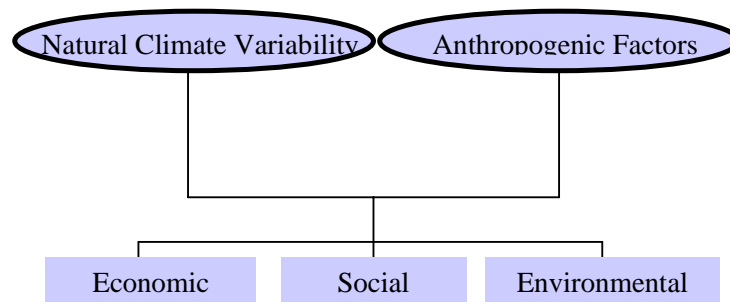 Natural Climate Variability
Anthropogenic Factors
Economic
Social
Environmental